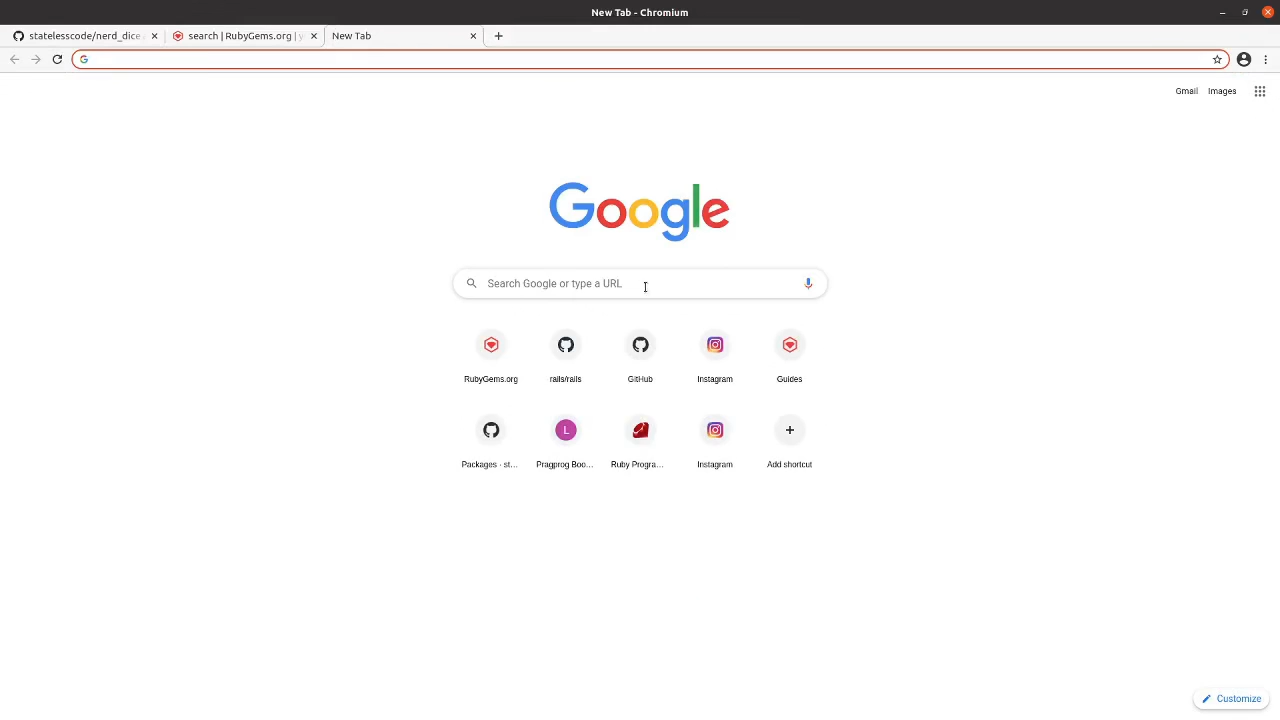 New Tab - Chromium
statelesscode/nerd_dice
search | RubyGems.org | y
New Tab
Gmail
Images
Google
Search Google or type a URL
RubyGems.org
rails/rails
GitHub
Instagram
Guides
L
Packages · st...
Pragprog Boo...
Ruby Progra...
Instagram
Add shortcut
Customize